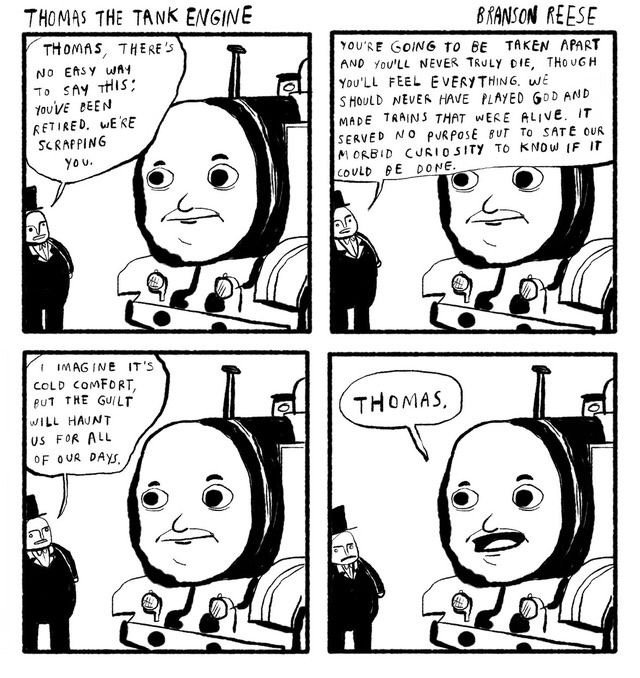 THOMAS THE TANK ENGINE
BRANSON REESE
THOMAS, THERE'S
NO EASY WAY
TO SAY THIS;
YOU'VE BEEN
RETIRED. WE'RE
SCRAPPING
YOU.
YOU'RE GOING TO BE TAKEN APART
AND YOU'LL NEVER TRULY DIE, THOUGH
YOU'LL FEEL EVERYTHING. WE
SHOULD NEVER HAVE PLAYED GOD AND
MADE TRAINS THAT WERE ALIVE. IT
SERVED NO PURPOSE BUT TO SATE OUR
MORBID CURIOSITY TO KNOW IF IT
COULD BE DONE.
I IMAGINE IT'S
COLD COMFORT,
BUT THE GUILT
WILL HAUNT
US FOR ALL
OF OUR DAYS.
THOMAS.